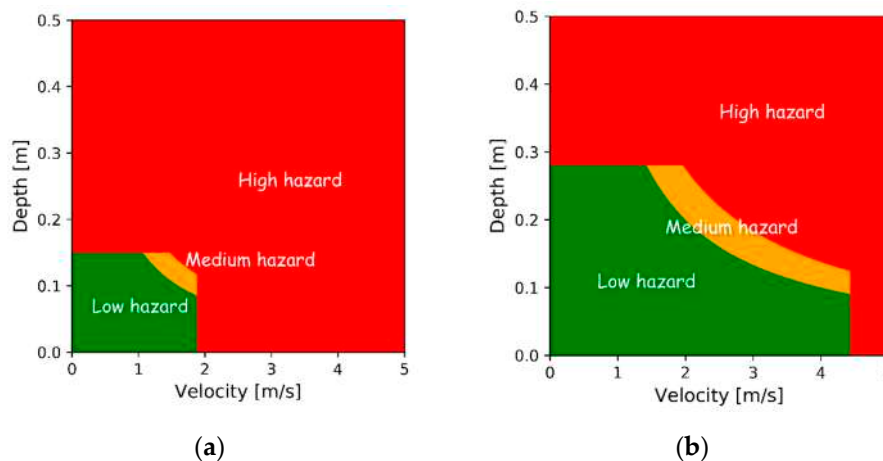 0.5
0.4
0.3
0.2
0.1
0.0
Depth [m]
High hazard
Medium hazard
Low hazard
0 1 2 3 4 5
Velocity [m/s]
(a)
0.5
0.4
0.3
0.2
0.1
0.0
Depth [m]
High hazard
Medium hazard
Low hazard
0 1 2 3 4
Velocity [m/s]
(b)